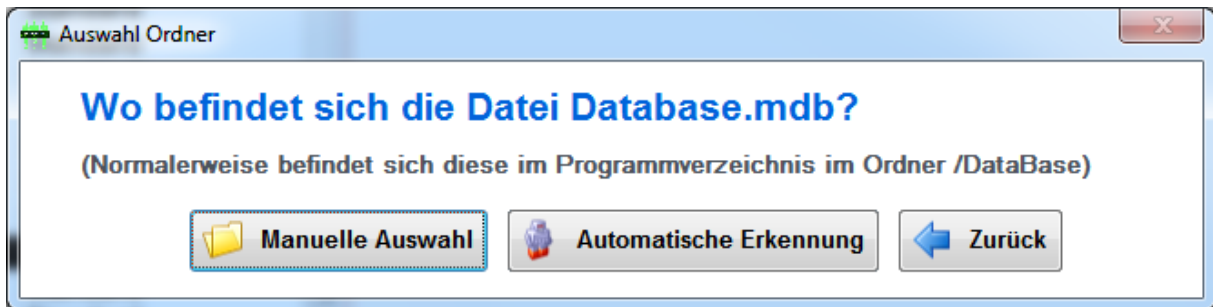 Auswahl Ordner
Wo befindet sich die Datei Database.mdb?
(Normalerweise befindet sich diese im Programmverzeichnis im Ordner /DataBase)
Manuelle Auswahl Automatische Erkennung Zurück